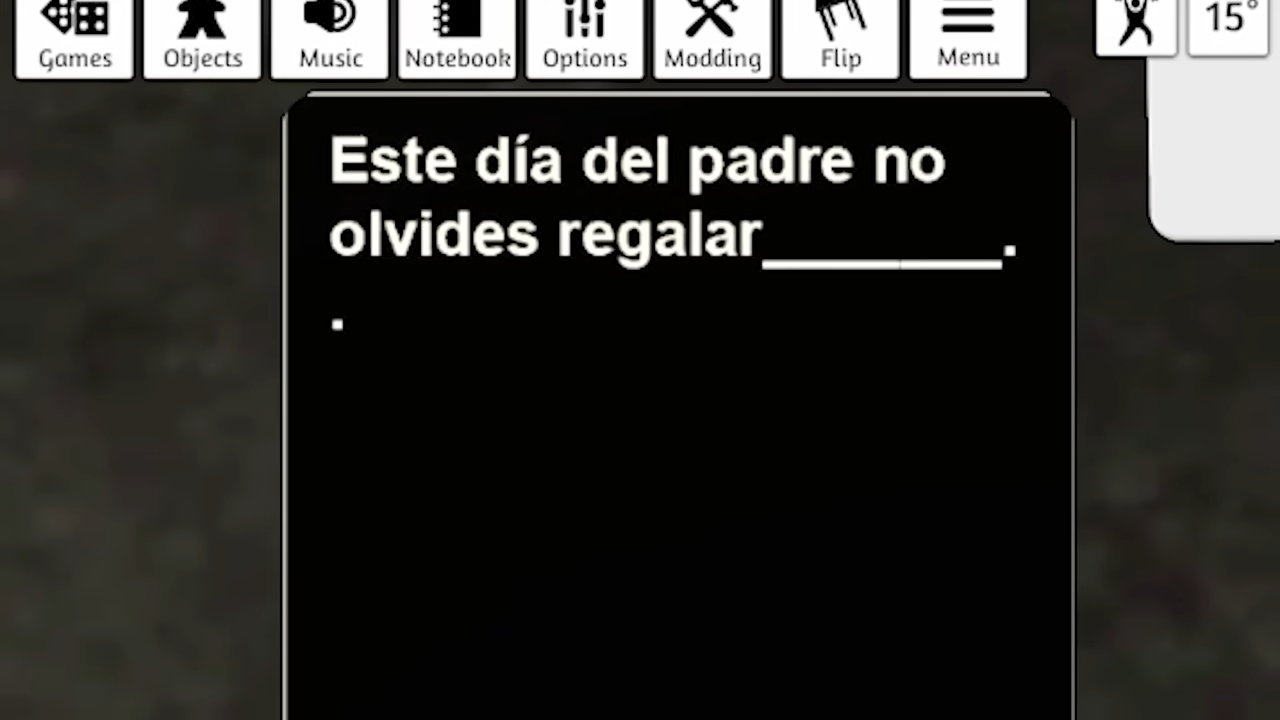 Games Objects Music Notebook Options Modding Flip Menu 15°
Este día del padre no
olvides regalar_______.
.